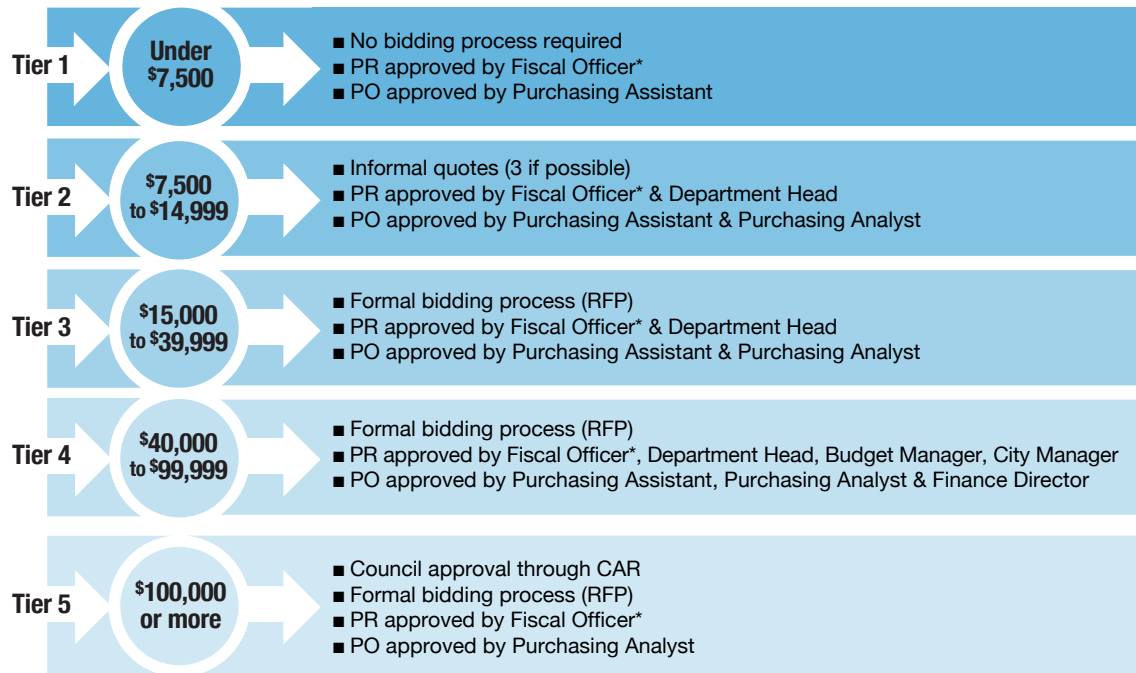 Tier 1
Under
$7,500
■ No bidding process required
■ PR approved by Fiscal Officer*
■ PO approved by Purchasing Assistant
Tier 2
$7,500
to $14,999
■ Informal quotes (3 if possible)
■ PR approved by Fiscal Officer* & Department Head
■ PO approved by Purchasing Assistant & Purchasing Analyst
Tier 3
$15,000
to $39,999
■ Formal bidding process (RFP)
■ PR approved by Fiscal Officer* & Department Head
■ PO approved by Purchasing Assistant & Purchasing Analyst
Tier 4
$40,000
to $99,999
■ Formal bidding process (RFP)
■ PR approved by Fiscal Officer*, Department Head, Budget Manager, City Manager
■ PO approved by Purchasing Assistant, Purchasing Analyst & Finance Director
Tier 5
$100,000
or more
■ Council approval through CAR
■ Formal bidding process (RFP)
■ PR approved by Fiscal Officer*
■ PO approved by Purchasing Analyst